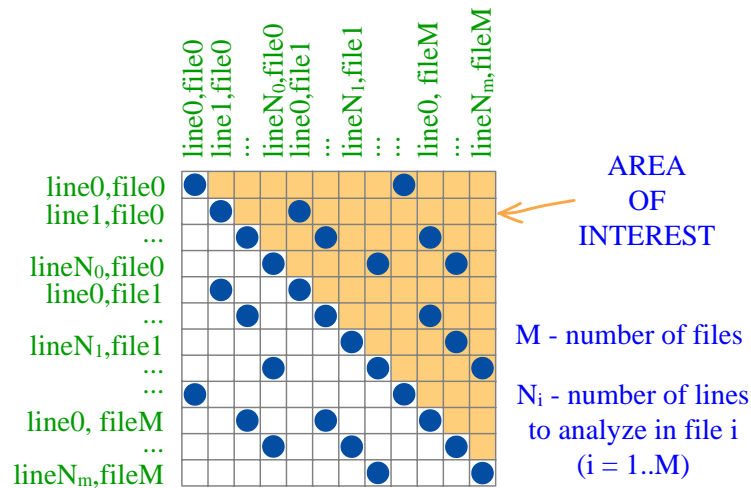 line0,file0
line1,file0
...
lineN₀,file0
line0,file1
...
lineN₁,file1
...
...
line0, fileM
...
lineNₘ,fileM
line0,file0
line1,file0
...
lineN₀,file0
line0,file1
...
lineN₁,file1
...
line0, fileM
...
lineNₘ,fileM
AREA
OF
INTEREST
M - number of files
Nᵢ - number of lines
to analyze in file i
(i = 1..M)